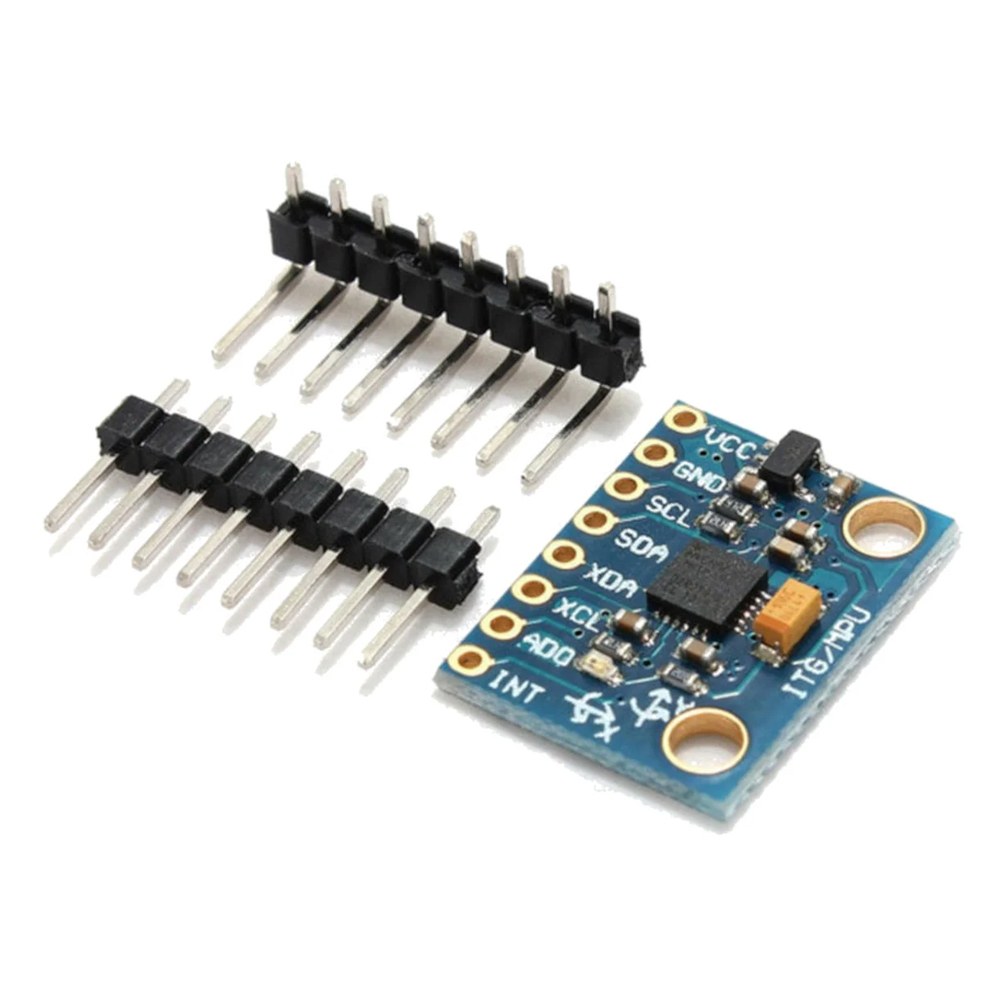 VCC
GND
SCL
SDA
XDA
XCL
ADO
INT
ITG/MPU
X
Y